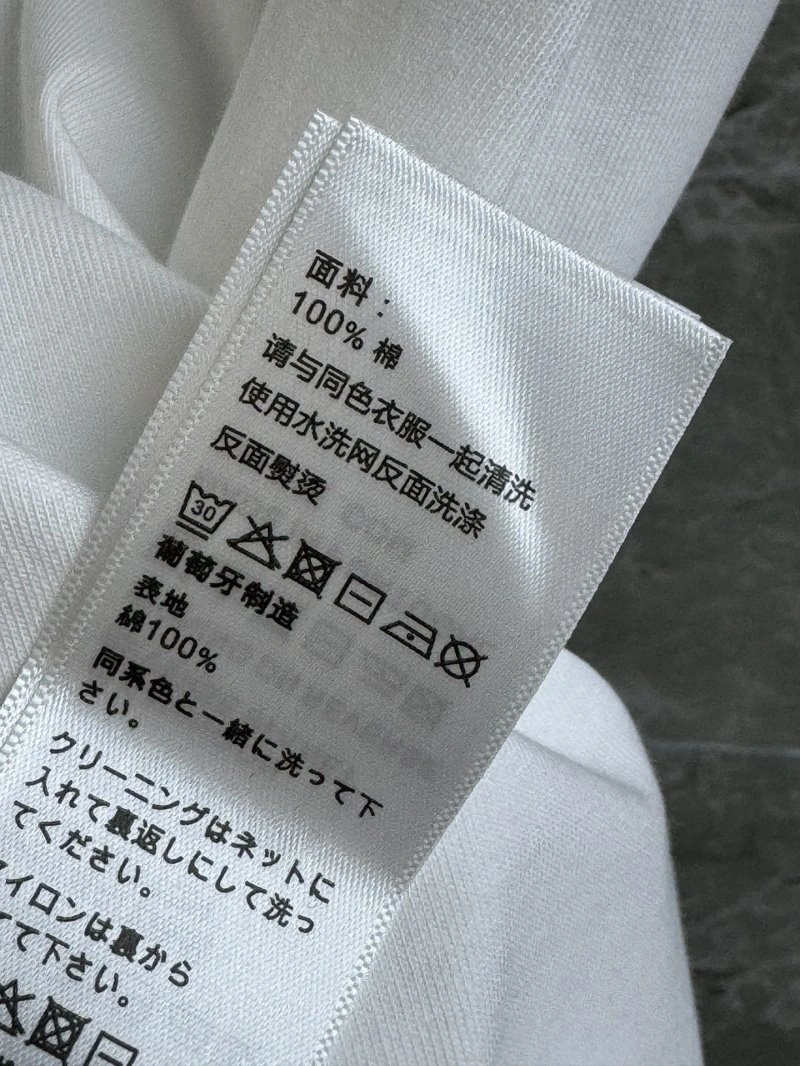 面料：
100% 棉
请与同色衣服一起清洗
使用水洗网反面洗涤
反面熨烫
30
葡萄牙制造
表地
綿100%
同系色と一緒に洗って下
さい。
クリーニングはネットに
入れて裏返しにして洗っ
てください。
アイロンは裏から
てて下さい。